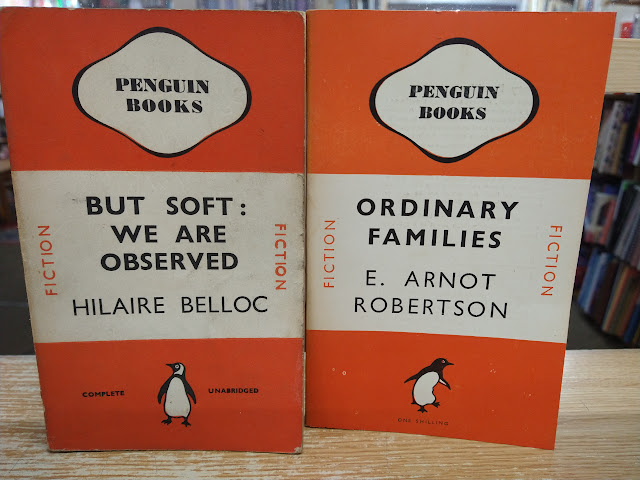 PENGUIN
BOOKS
BUT SOFT:
WE ARE
OBSERVED
FICTION
FICTION
HILAIRE BELLOC
COMPLETE UNABRIDGED
PENGUIN
BOOKS
ORDINARY
FAMILIES
FICTION
FICTION
E. ARNOT
ROBERTSON
ONE SHILLING